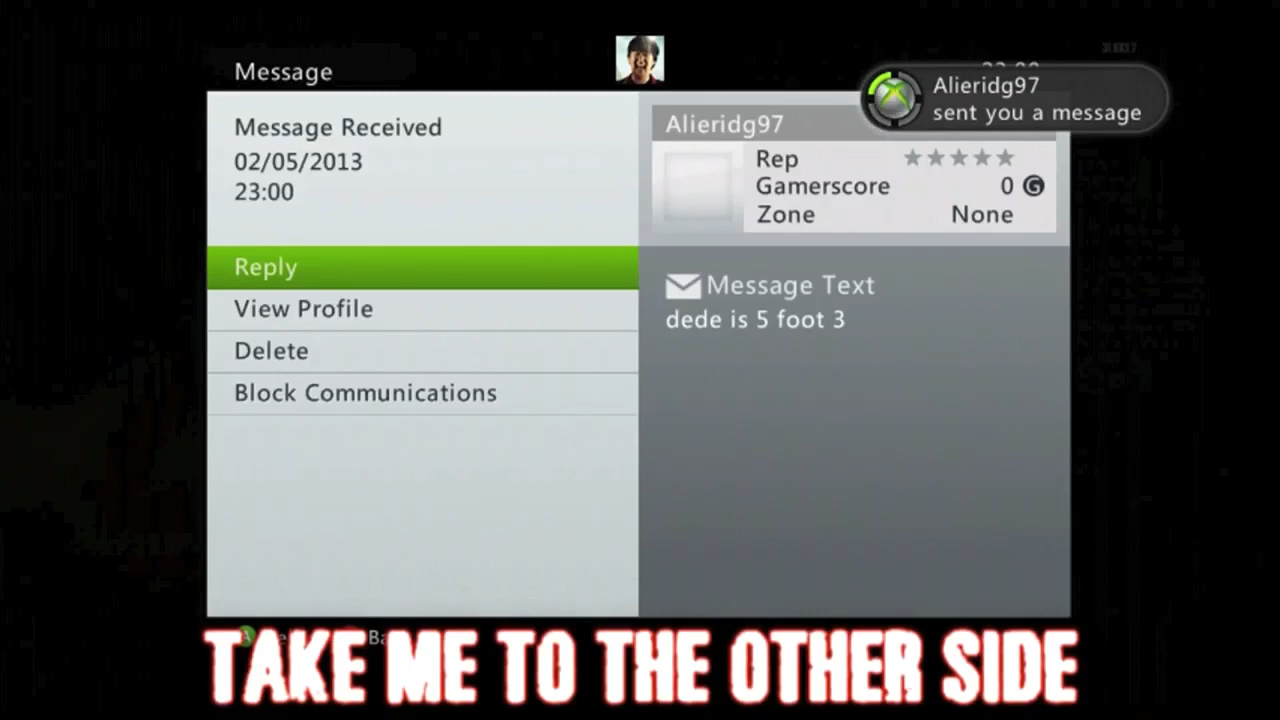 Message
Alieridg97
sent you a message
Message Received
02/05/2013
23:00
Reply
View Profile
Delete
Block Communications
Alieridg97
Rep
Gamerscore 0 G
Zone None
Message Text
dede is 5 foot 3
TAKE ME TO THE OTHER SIDE